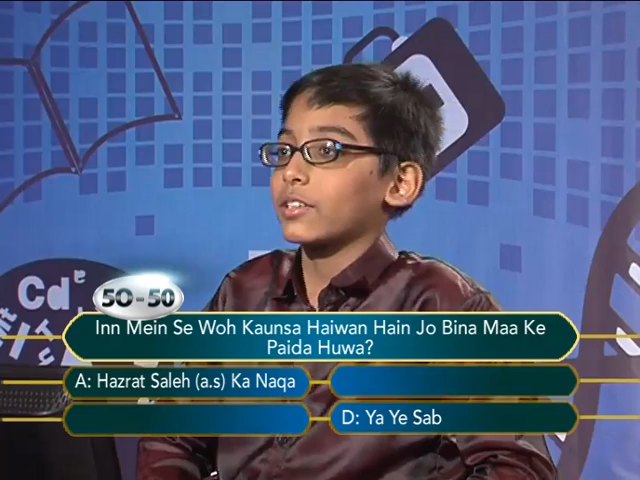 Cd
a
50-50
Inn Mein Se Woh Kaunsa Haiwan Hain Jo Bina Maa Ke
Paida Huwa?
A: Hazrat Saleh (a.s) Ka Naqa
D: Ya Ye Sab